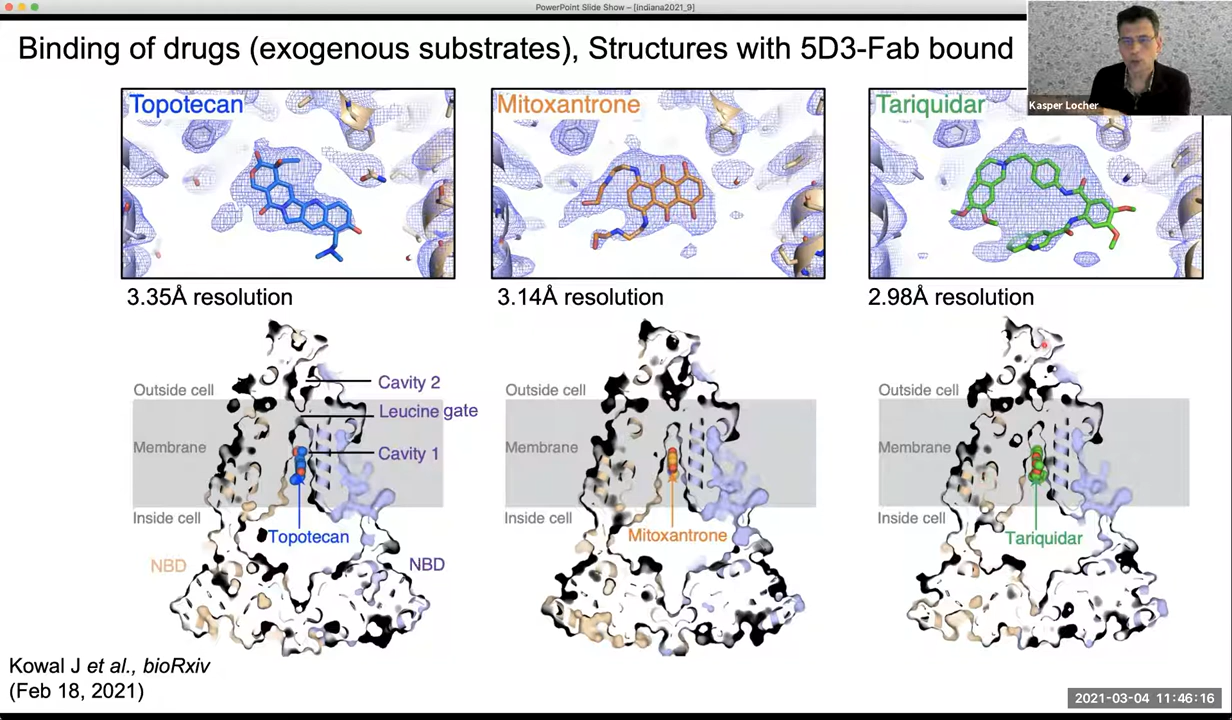 PowerPoint Slide Show – [indiana2021_9]
Binding of drugs (exogenous substrates), Structures with 5D3-Fab bound
Kasper Locher
Topotecan
Mitoxantrone
Tariquidar
3.35Å resolution
3.14Å resolution
2.98Å resolution
Cavity 2
Outside cell
Outside cell
Outside cell
Leucine gate
Membrane
Membrane
Membrane
Cavity 1
Inside cell
Inside cell
Inside cell
Topotecan
Mitoxantrone
Tariquidar
NBD
NBD
Kowal J et al., bioRxiv
(Feb 18, 2021)
2021-03-04 11:46:16